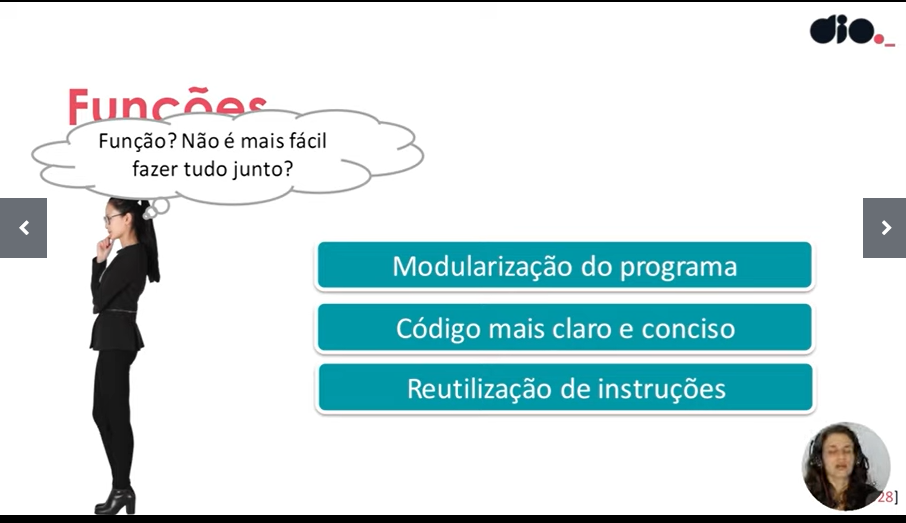 dio._
Funções
Função? Não é mais fácil
fazer tudo junto?
Modularização do programa
Código mais claro e conciso
Reutilização de instruções
28]